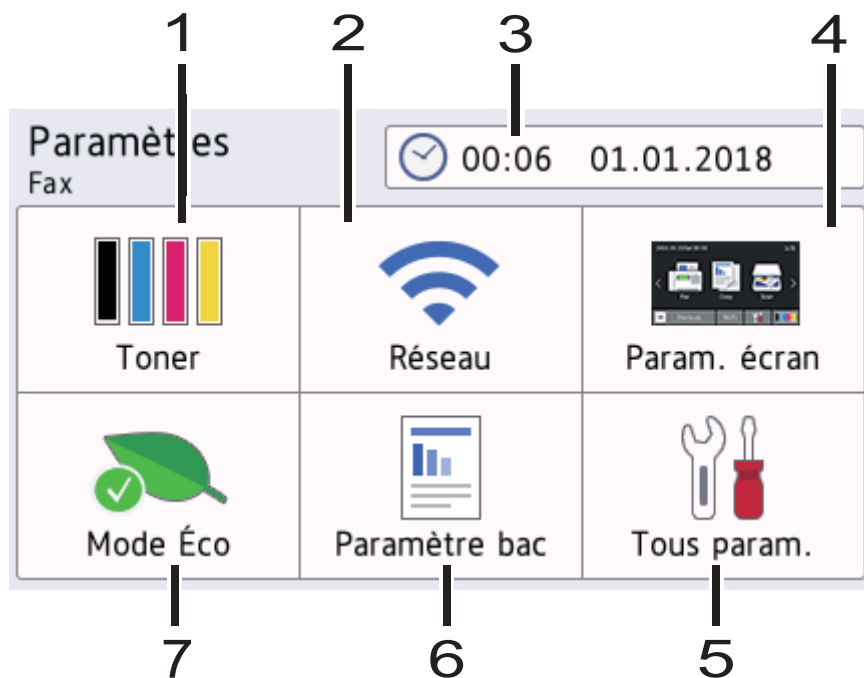 1 2 3 4
Paramètres
Fax
00:06 01.01.2018
Toner Réseau Param. écran
Mode Éco Paramètre bac Tous param.
7 6 5